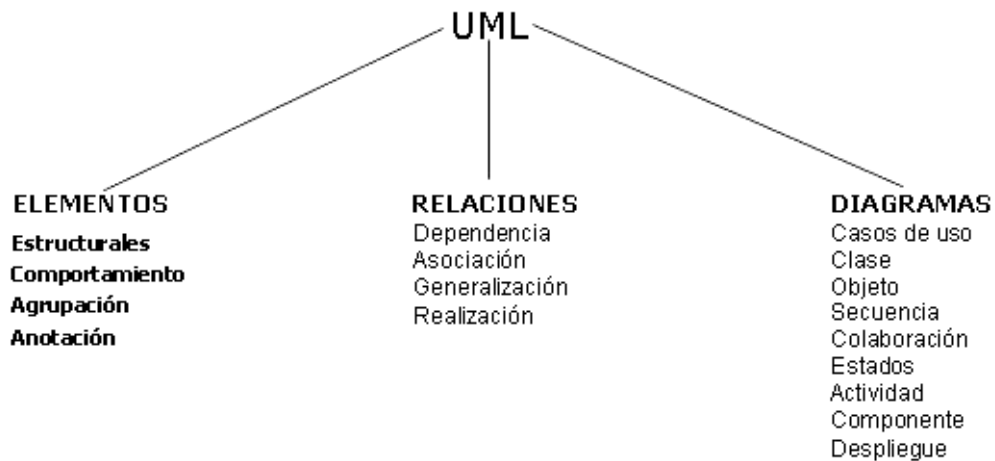 UML
ELEMENTOS
Estructurales
Comportamiento
Agrupación
Anotación
RELACIONES
Dependencia
Asociación
Generalización
Realización
DIAGRAMAS
Casos de uso
Clase
Objeto
Secuencia
Colaboración
Estados
Actividad
Componente
Despliegue